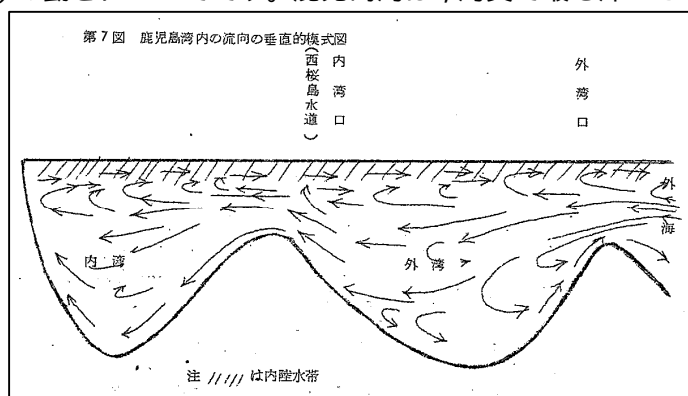 第7図 鹿児島湾内の流向の垂直的模式図
内湾口
(西桜島水道)
外湾口
外海
内湾
外湾
注 ///// は内陸水帯